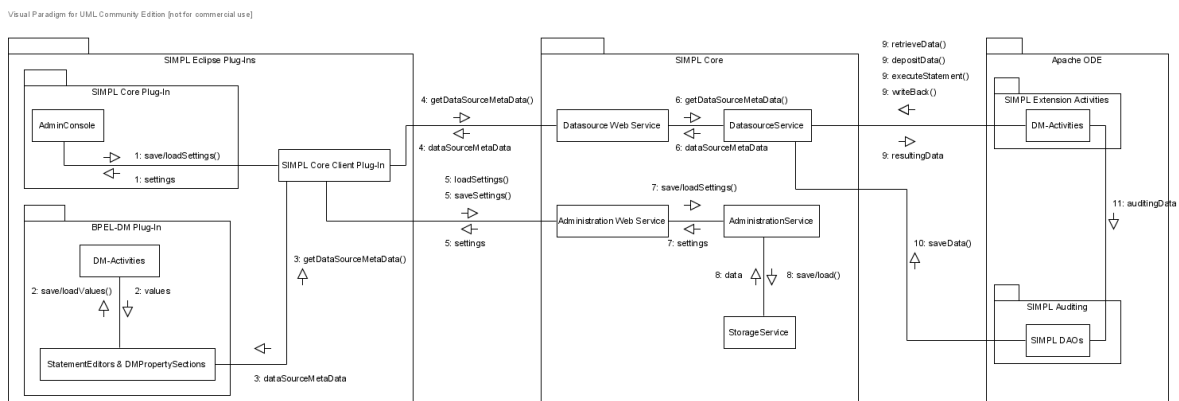 Visual Paradigm for UML Community Edition [not for commercial use]
SIMPL Eclipse Plug-Ins
SIMPL Core Plug-In
AdminConsole
1: save/loadSettings()
1: settings
SIMPL Core Client Plug-In
BPEL-DM Plug-In
DM-Activities
2: save/loadValues()
2: values
StatementEditors & DMPropertySections
3: getDataSourceMetaData()
3: dataSourceMetaData
4: getDataSourceMetaData()
4: dataSourceMetaData
5: loadSettings()
5: saveSettings()
5: settings
SIMPL Core
Datasource Web Service
6: getDataSourceMetaData()
6: dataSourceMetaData
DatasourceService
Administration Web Service
7: save/loadSettings()
7: settings
AdministrationService
8: data
8: save/load()
StorageService
9: retrieveData()
9: depositData()
9: executeStatement()
9: writeBack()
9: resultingData
10: saveData()
Apache ODE
SIMPL Extension Activities
DM-Activities
11: auditingData
SIMPL Auditing
SIMPL DAOs